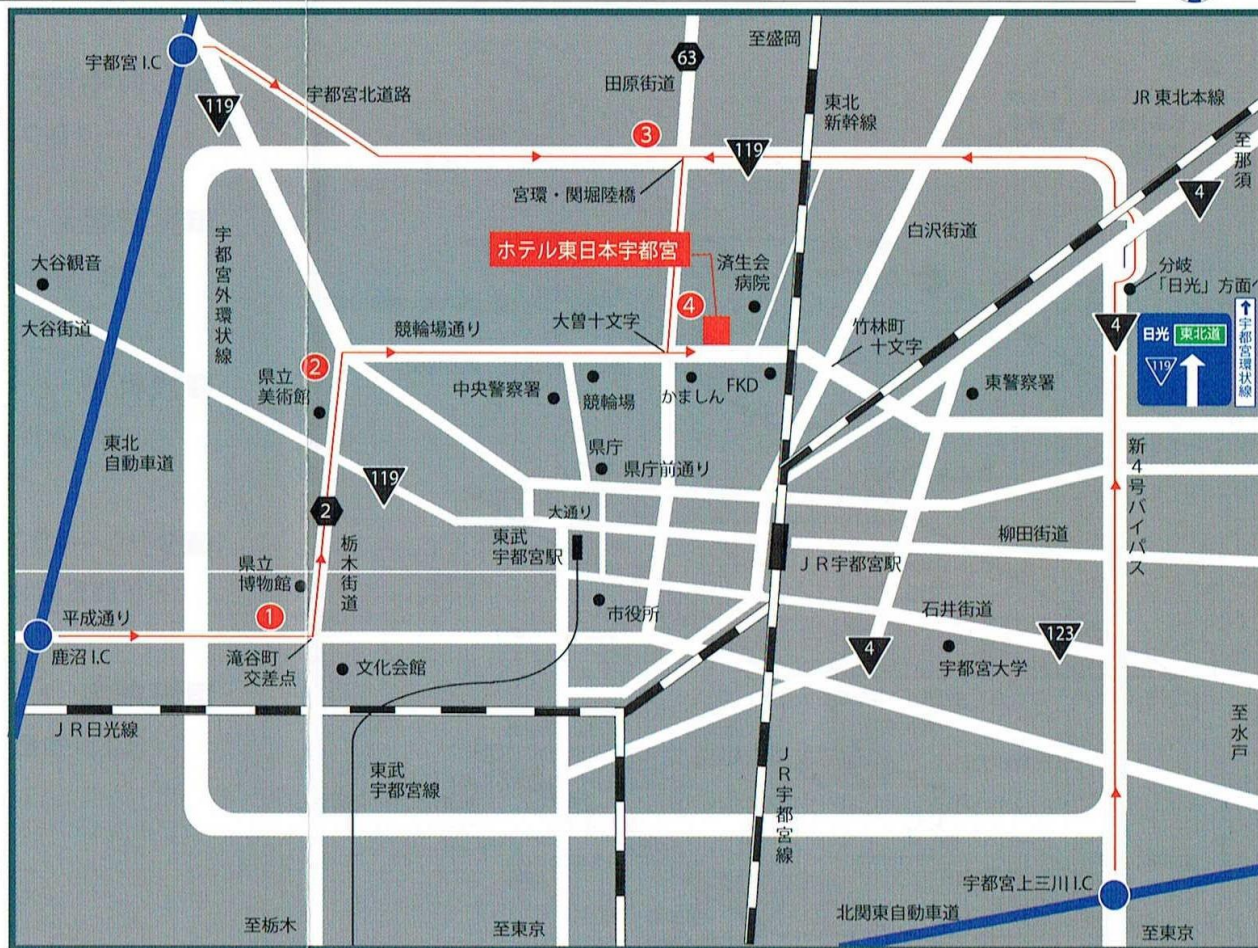 至盛岡
63
宇都宮 I.C
田原街道
東北
新幹線
JR 東北本線
宇都宮北道路
119
至那須
3
119
4
宮環・関堀陸橋
白沢街道
宇都宮外環状線
ホテル東日本宇都宮
済生会
病院
大谷観音
分岐
「日光」方面へ
4
大谷街道
競輪場通り
大曽十文字
竹林町
十文字
4
日光
東北道
119
宇都宮環状線
2
県立
美術館
中央警察署
競輪場
かましん
FKD
東警察署
東北
自動車道
県庁
県庁前通り
119
新4号バイパス
2
大通り
栃木街道
東武
宇都宮駅
柳田街道
JR宇都宮駅
県立
博物館
平成通り
1
市役所
石井街道
123
鹿沼 I.C
滝谷町
交差点
文化会館
4
宇都宮大学
JR日光線
至水戸
東武
宇都宮線
JR宇都宮線
宇都宮上三川 I.C
北関東自動車道
至栃木
至東京
至東京